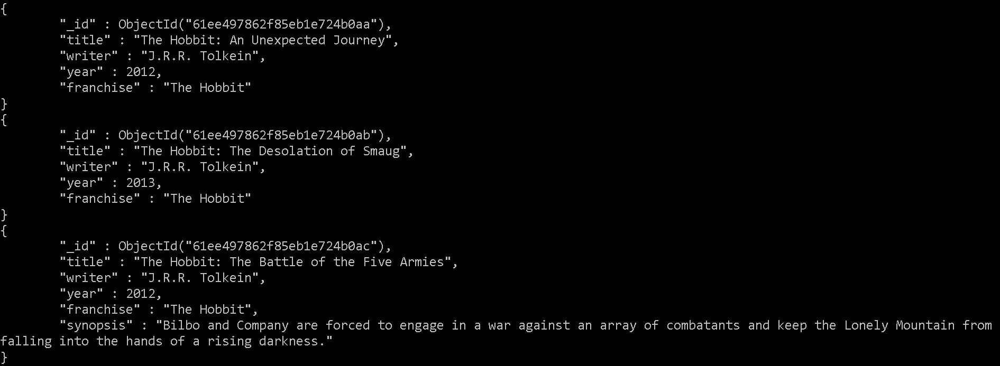 {
"_id" : ObjectId("61ee497862f85eb1e724b0aa"),
"title" : "The Hobbit: An Unexpected Journey",
"writer" : "J.R.R. Tolkein",
"year" : 2012,
"franchise" : "The Hobbit"
}
{
"_id" : ObjectId("61ee497862f85eb1e724b0ab"),
"title" : "The Hobbit: The Desolation of Smaug",
"writer" : "J.R.R. Tolkein",
"year" : 2013,
"franchise" : "The Hobbit"
}
{
"_id" : ObjectId("61ee497862f85eb1e724b0ac"),
"title" : "The Hobbit: The Battle of the Five Armies",
"writer" : "J.R.R. Tolkein",
"year" : 2012,
"franchise" : "The Hobbit",
"synopsis" : "Bilbo and Company are forced to engage in a war against an array of combatants and keep the Lonely Mountain from
falling into the hands of a rising darkness."
}